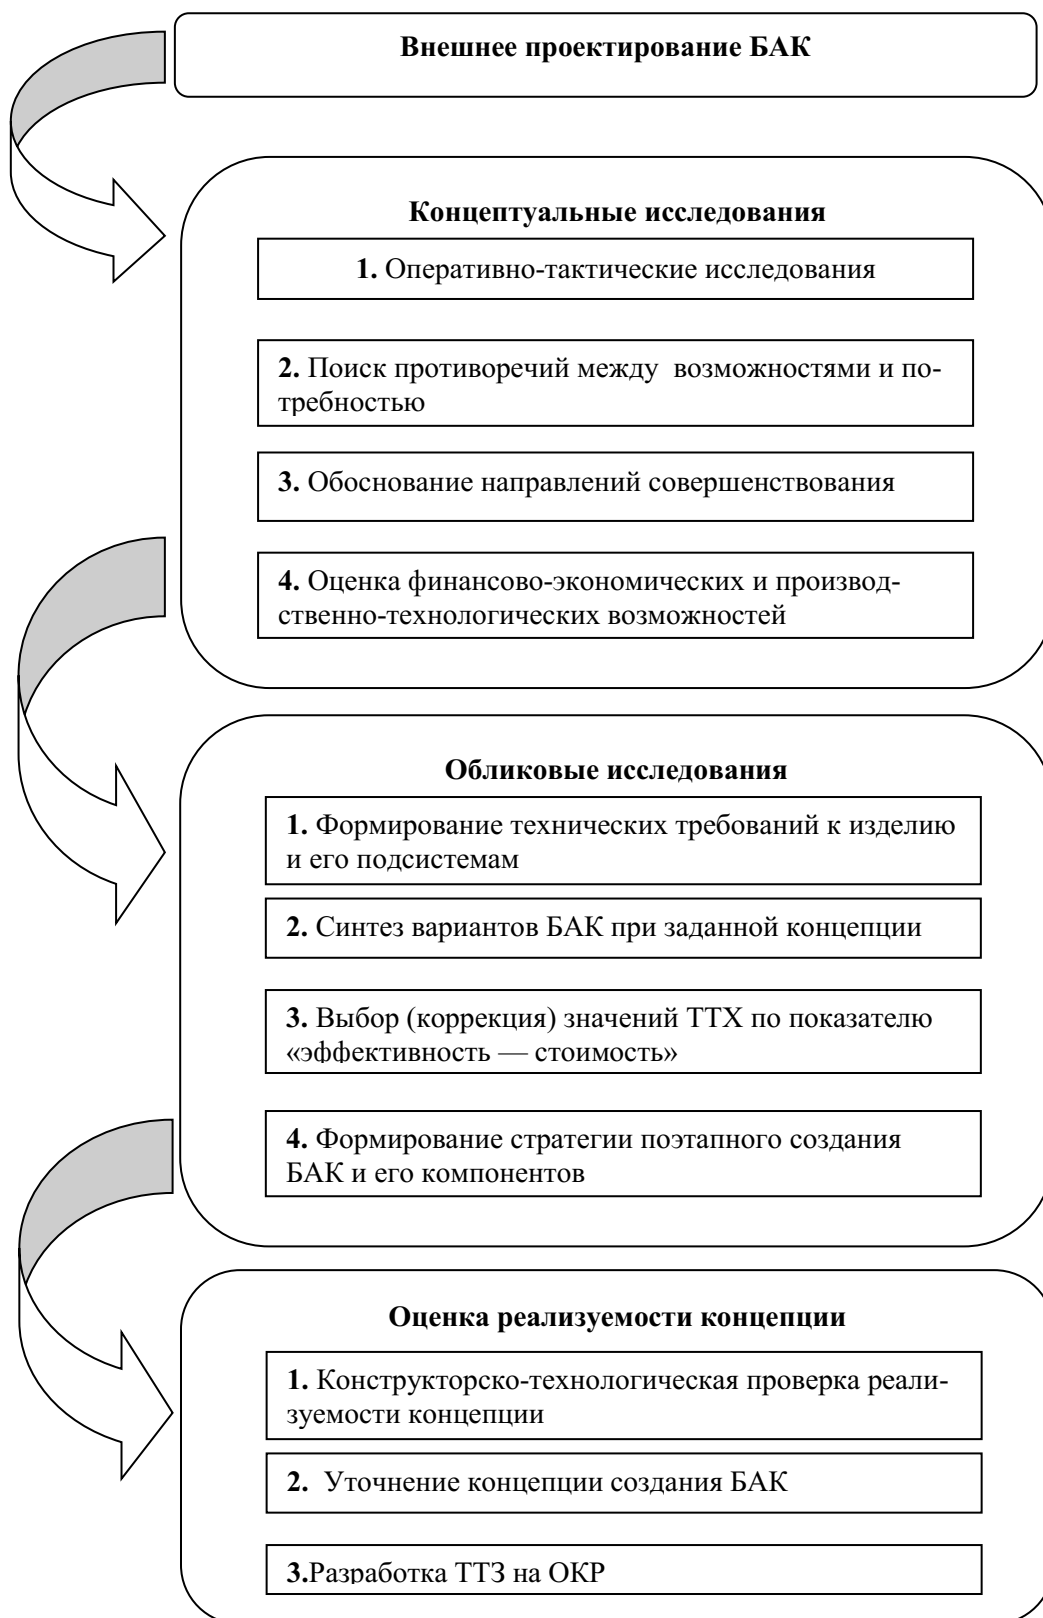 Внешнее проектирование БАК
Концептуальные исследования
1. Оперативно-тактические исследования
2. Поиск противоречий между  возможностями и по-
требностью
3. Обоснование направлений совершенствования
4. Оценка финансово-экономических и производ-
ственно-технологических возможностей
Обликовые исследования
1. Формирование технических требований к изделию
и его подсистемам
2. Синтез вариантов БАК при заданной концепции
3. Выбор (коррекция) значений ТТХ по показателю
«эффективность — стоимость»
4. Формирование стратегии поэтапного создания
БАК и его компонентов
Оценка реализуемости концепции
1. Конструкторско-технологическая проверка реали-
зуемости концепции
2.  Уточнение концепции создания БАК
3.Разработка ТТЗ на ОКР